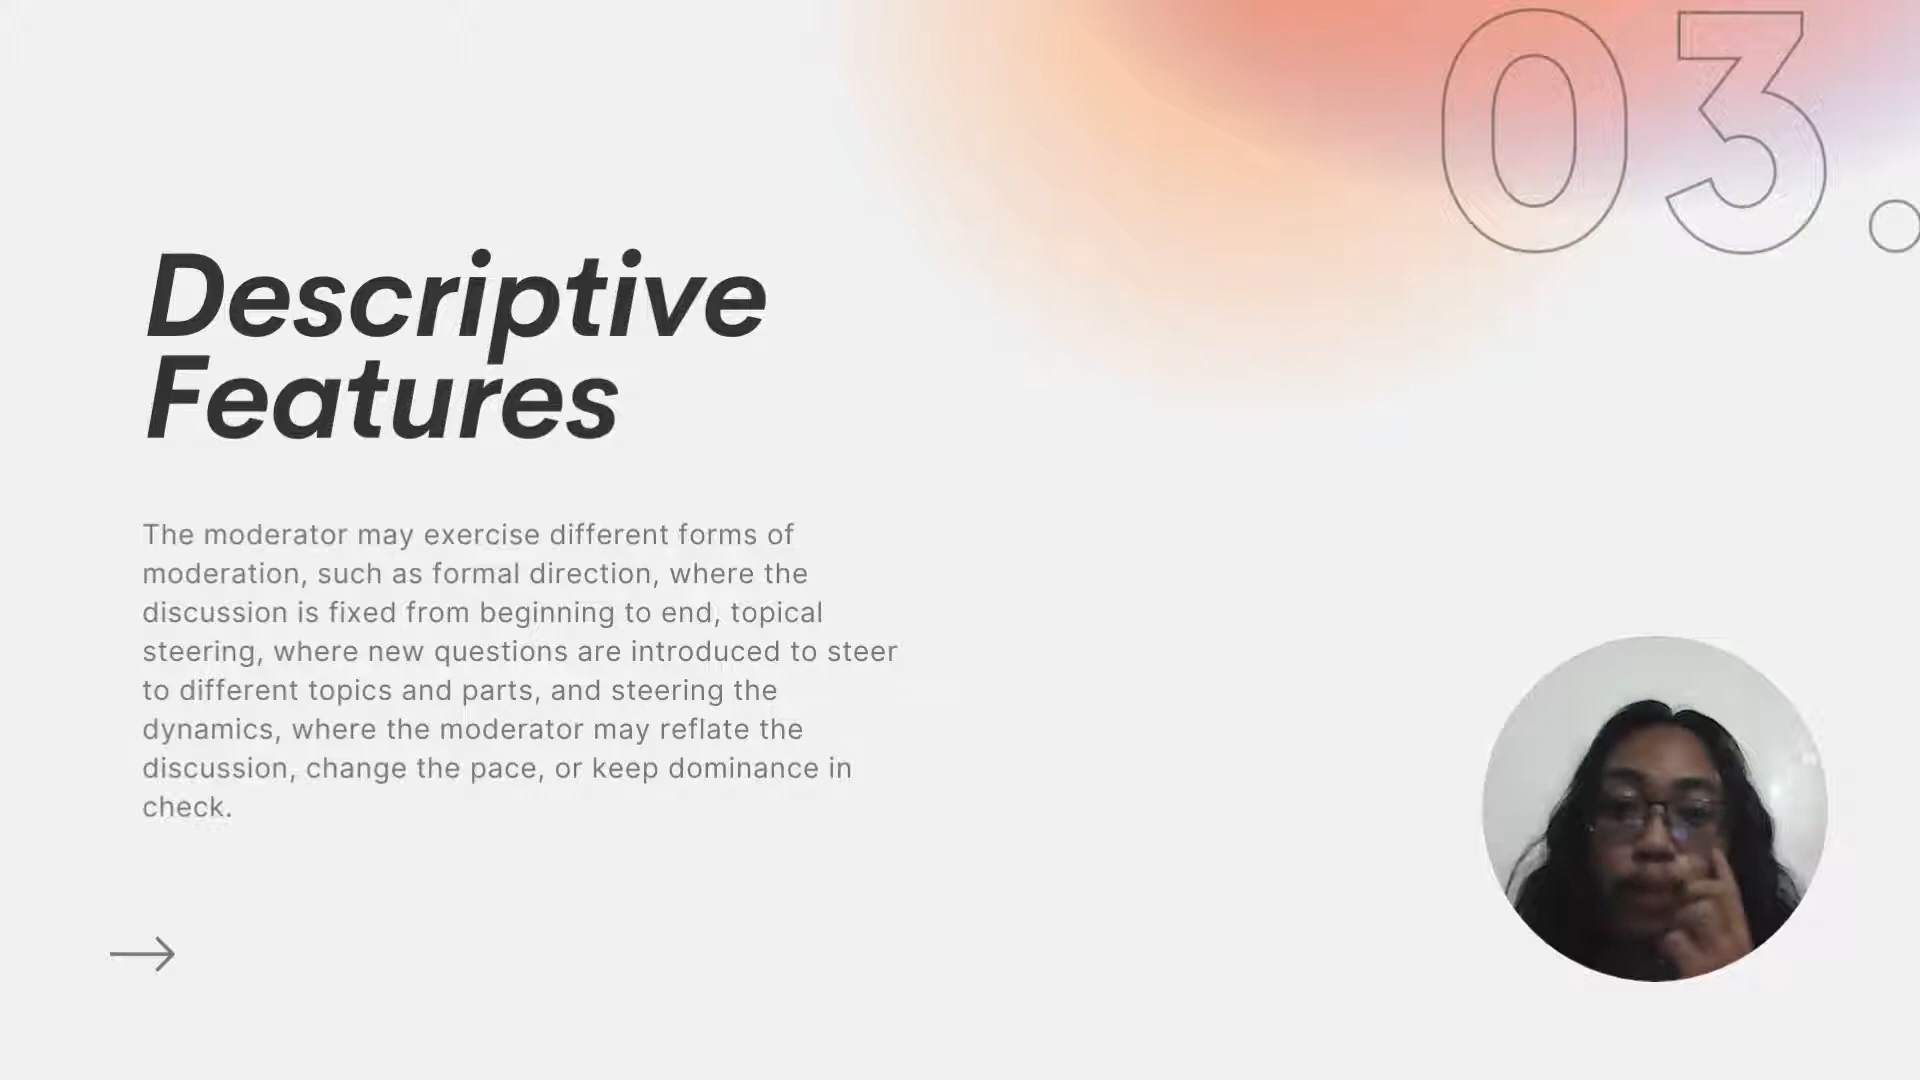 03.
Descriptive
Features
The moderator may exercise different forms of
moderation, such as formal direction, where the
discussion is fixed from beginning to end, topical
steering, where new questions are introduced to steer
to different topics and parts, and steering the
dynamics, where the moderator may reflate the
discussion, change the pace, or keep dominance in
check.